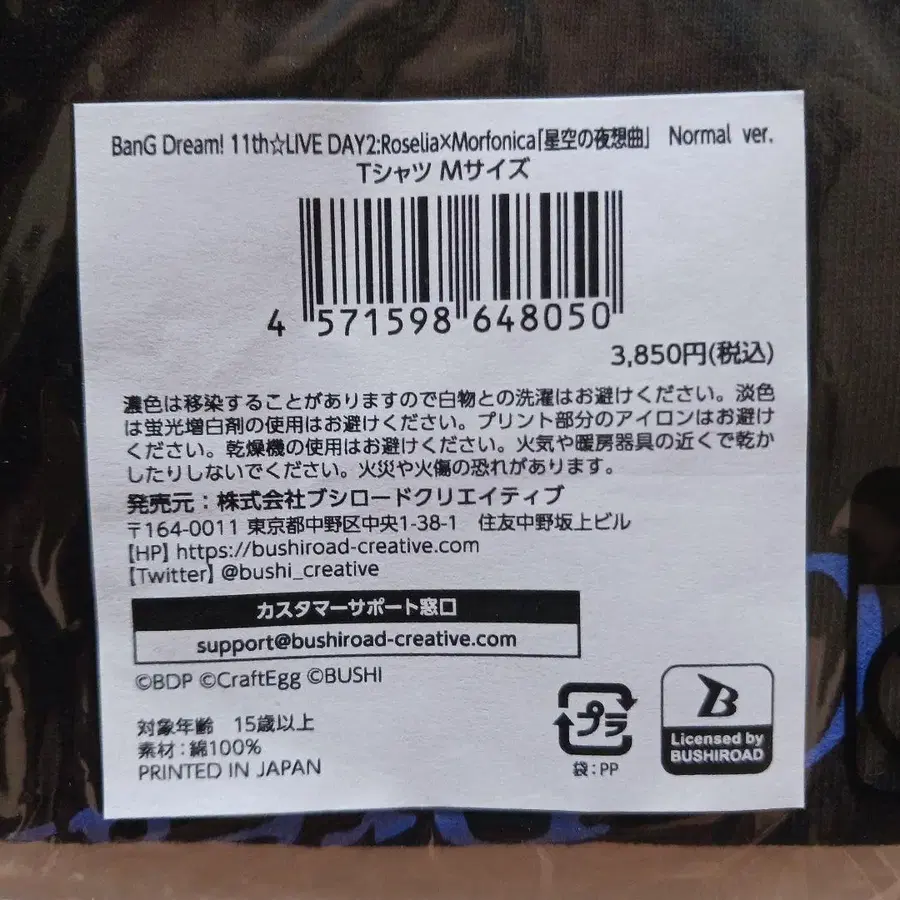 BanG Dream! 11th☆LIVE DAY2:Roselia×Morfonica「星空の夜想曲」 Normal ver.
Tシャツ Mサイズ
4 571598 648050
3,850円(税込)
濃色は移染することがありますので白物との洗濯はお避けください。淡色
は蛍光増白剤の使用はお避けください。プリント部分のアイロンはお避け
ください。乾燥機の使用はお避けください。火気や暖房器具の近くで乾か
したりしないでください。火災や火傷の恐れがあります。
発売元：株式会社ブシロードクリエイティブ
〒164-0011 東京都中野区中央1-38-1 住友中野坂上ビル
【HP】https://bushiroad-creative.com
【Twitter】@bushi_creative
カスタマーサポート窓口
support@bushiroad-creative.com
©BDP ©CraftEgg ©BUSHI
対象年齢 15歳以上
素材：綿100%
PRINTED IN JAPAN
プラ
袋：PP
B
Licensed by
BUSHIROAD